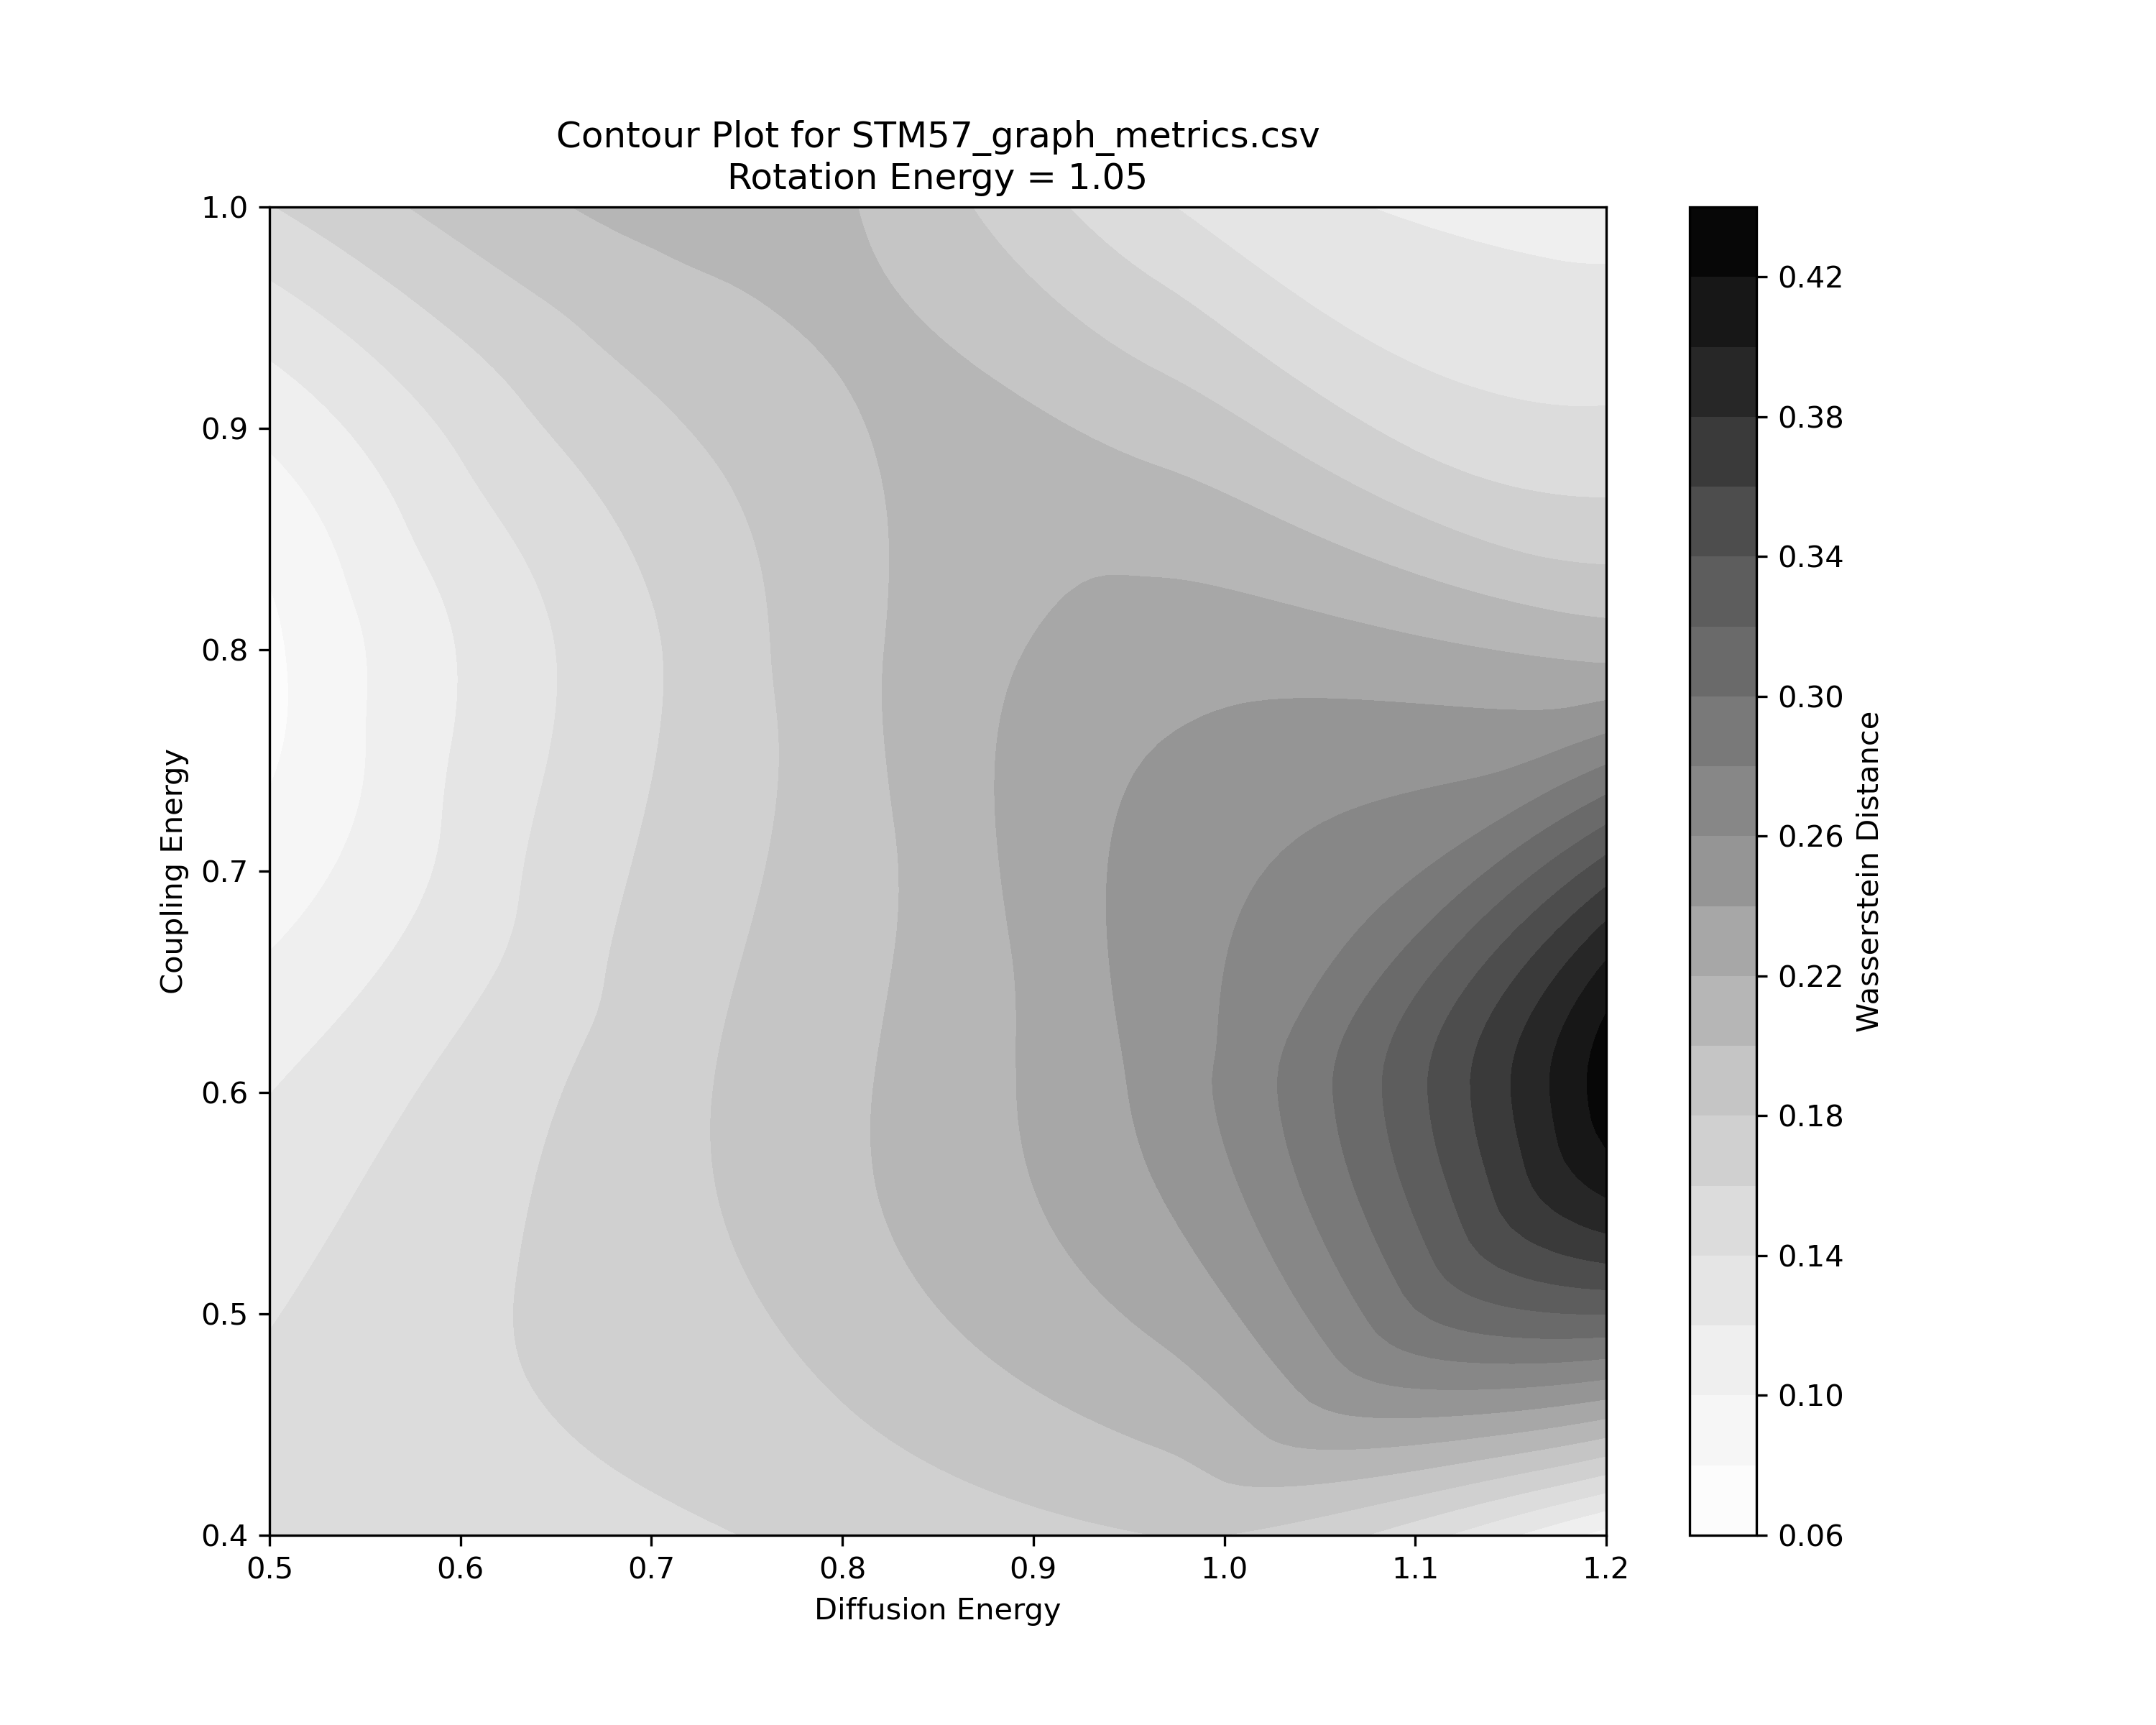 Contour Plot for STM57_graph_metrics.csv
Rotation Energy = 1.05
1.0
0.9
0.8
0.7
0.6
0.5
0.4
Coupling Energy
0.5 0.6 0.7 0.8 0.9 1.0 1.1 1.2
Diffusion Energy
0.42
0.38
0.34
0.30
0.26
0.22
0.18
0.14
0.10
0.06
Wasserstein Distance